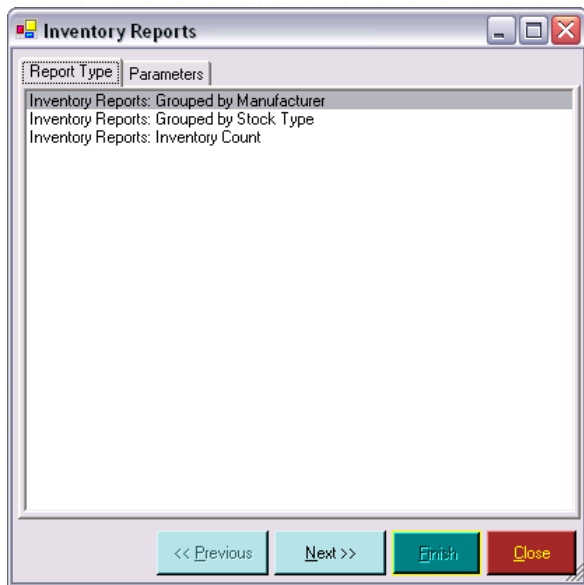 Inventory Reports
Report Type
Parameters
Inventory Reports: Grouped by Manufacturer
Inventory Reports: Grouped by Stock Type
Inventory Reports: Inventory Count
<< Previous
Next >>
Finish
Close